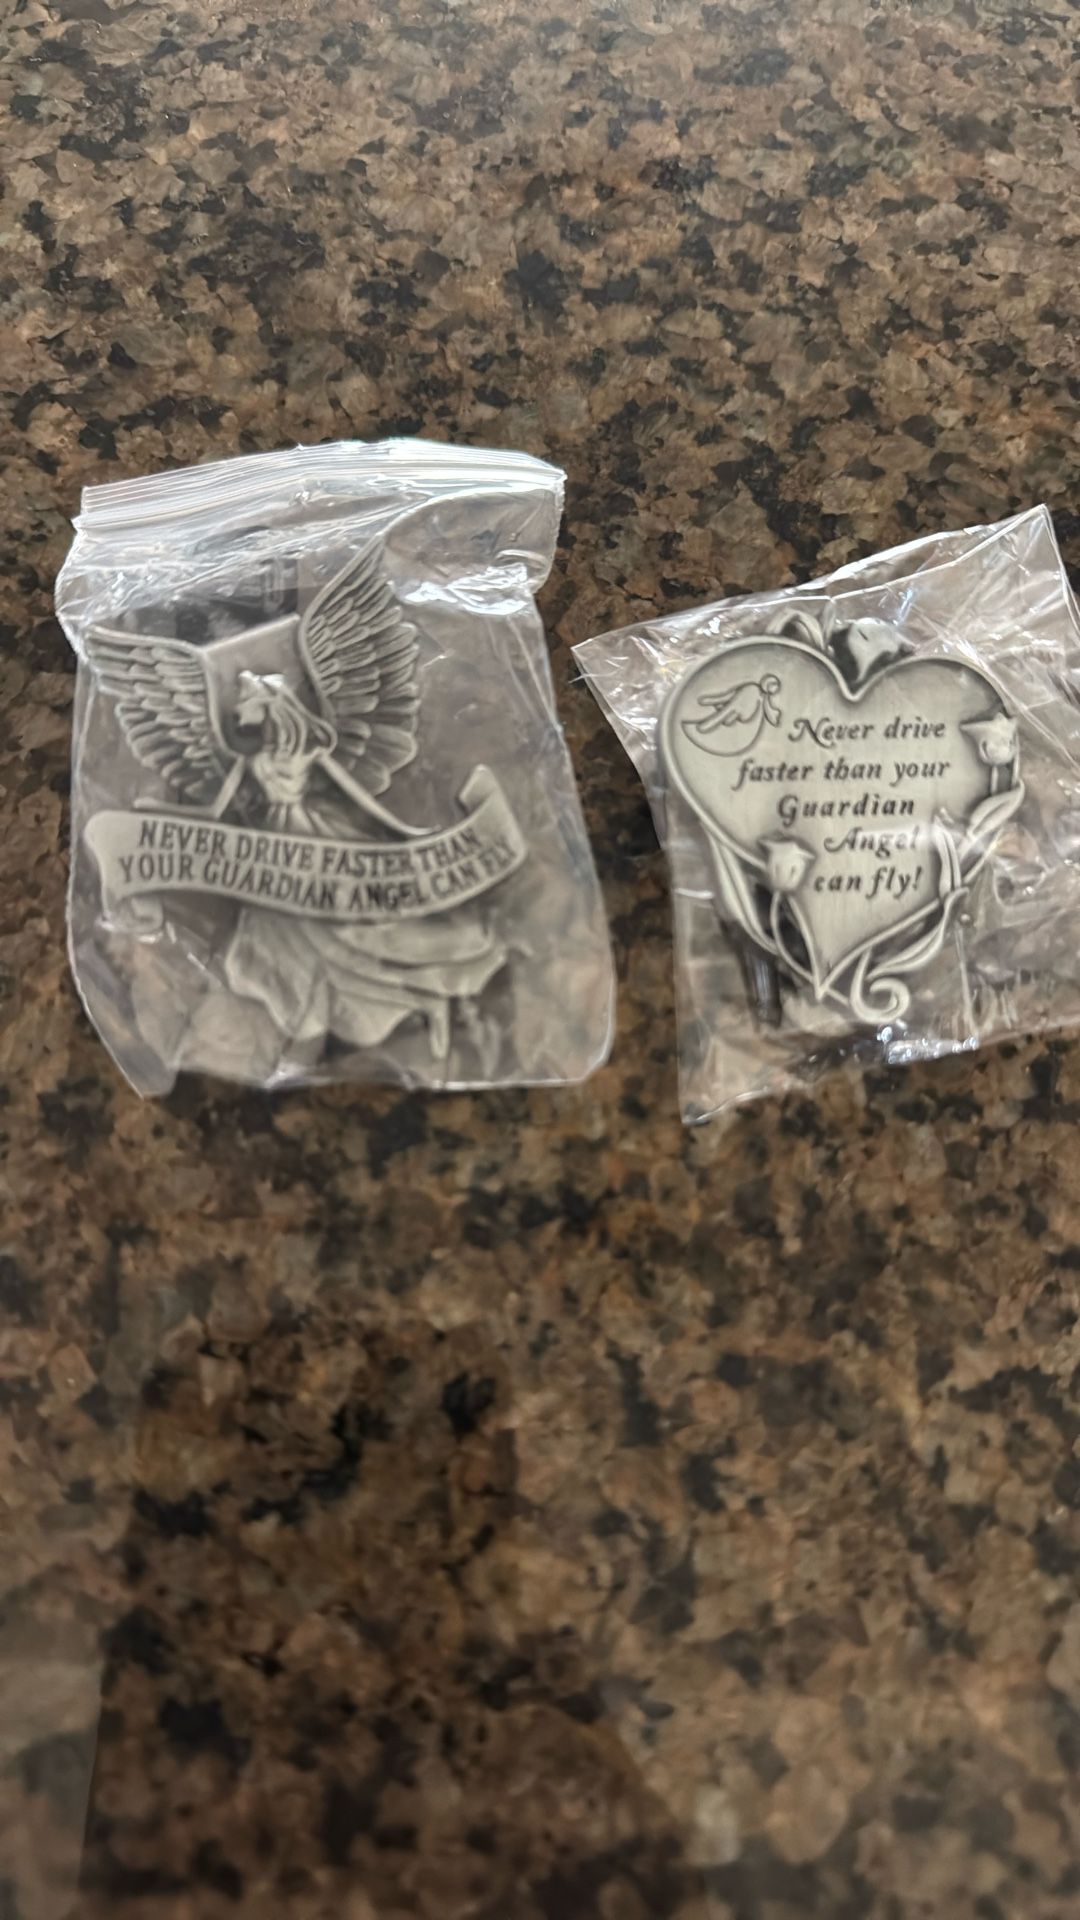 NEVER DRIVE FASTER THAN
YOUR GUARDIAN ANGEL CAN FLY
Never drive
faster than your
Guardian
Angel
can fly!